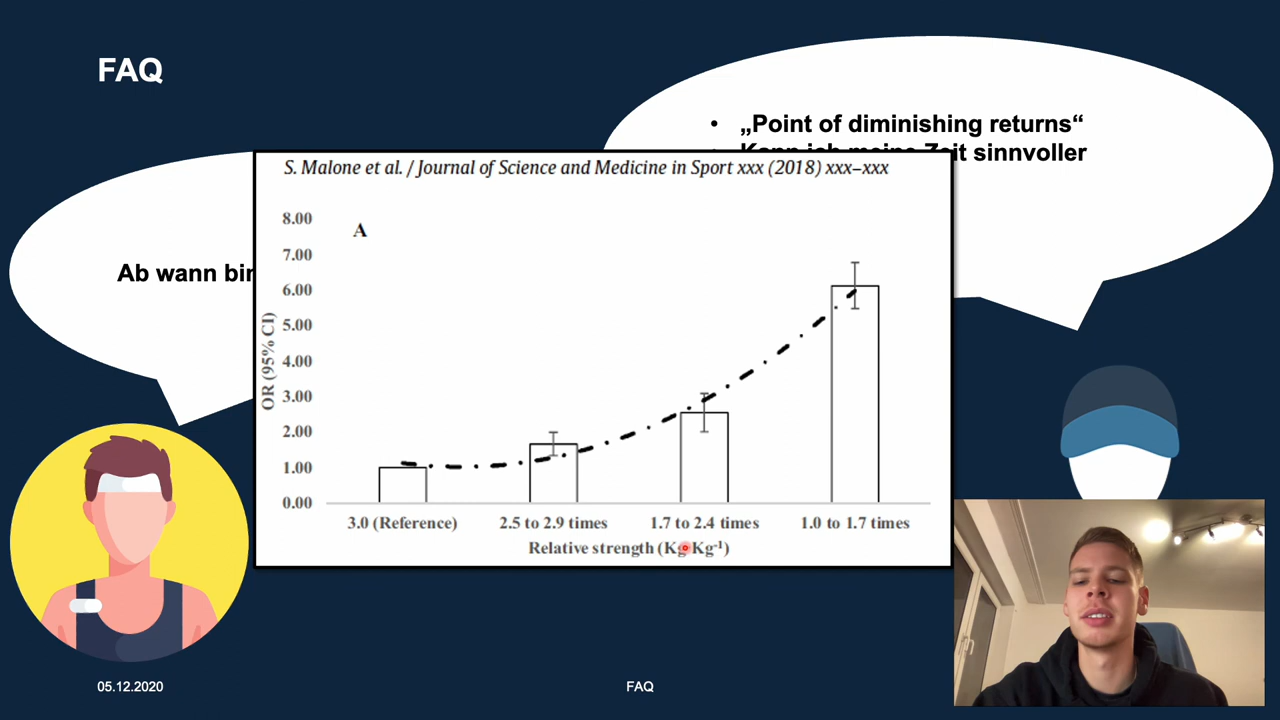 FAQ
• „Point of diminishing returns“
sinnvoller
Ab wann
S. Malone et al. / Journal of Science and Medicine in Sport xxx (2018) xxx–xxx
A
8.00
7.00
6.00
5.00
4.00
3.00
2.00
1.00
0.00
OR (95% CI)
3.0 (Reference)
2.5 to 2.9 times
1.7 to 2.4 times
1.0 to 1.7 times
Relative strength (Kg·Kg⁻¹)
05.12.2020
FAQ